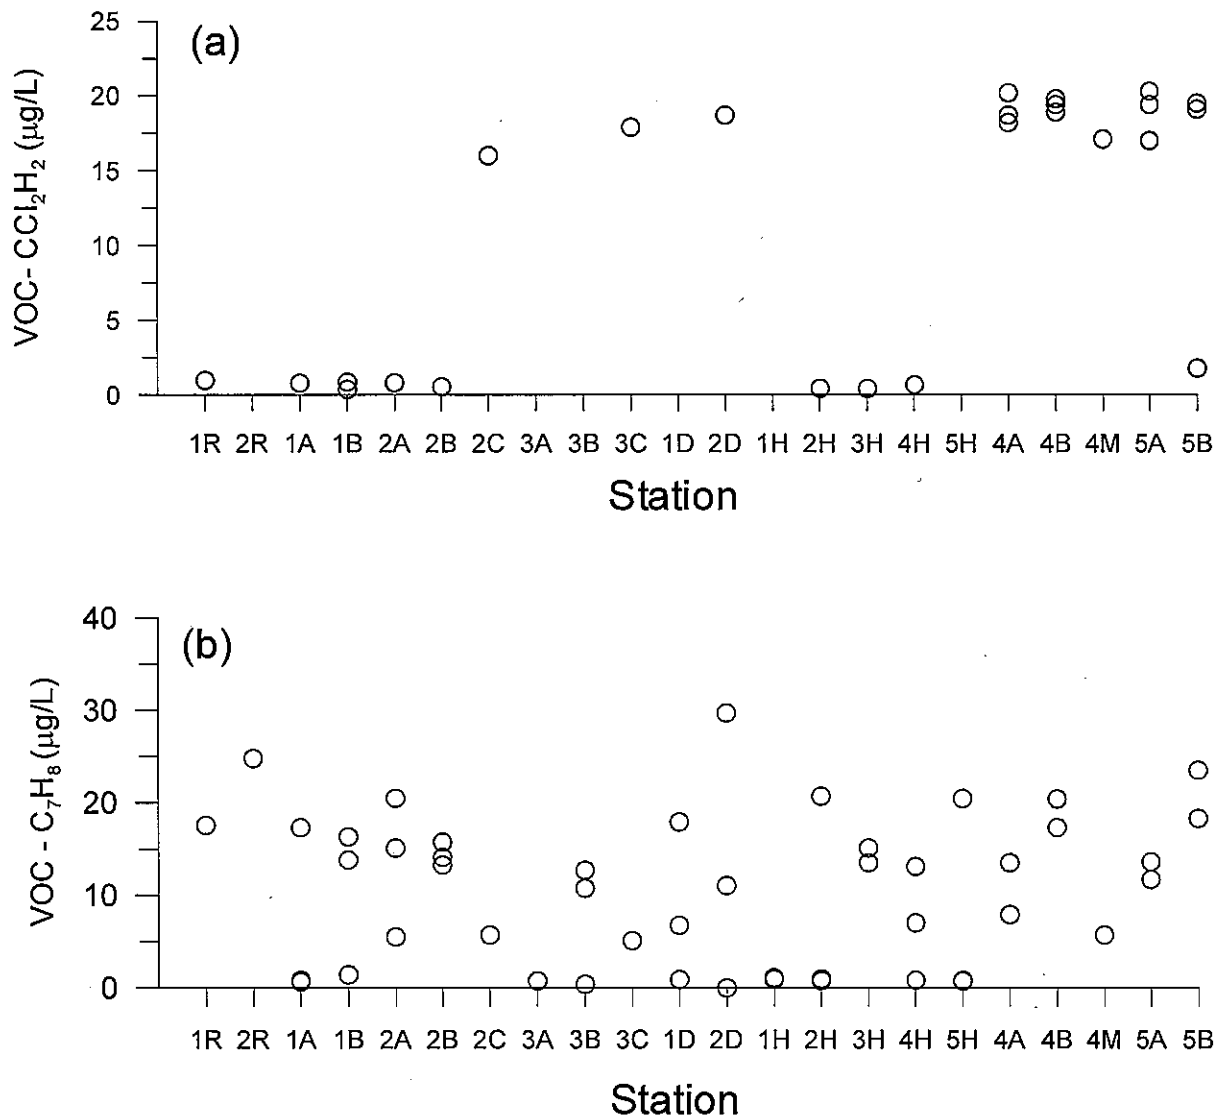 (a)
VOC- CCl₂H₂ (µg/L)
25
20
15
10
5
0
1R 2R 1A 1B 2A 2B 2C 3A 3B 3C 1D 2D 1H 2H 3H 4H 5H 4A 4B 4M 5A 5B
Station
(b)
VOC - C₇H₈ (µg/L)
40
30
20
10
0
1R 2R 1A 1B 2A 2B 2C 3A 3B 3C 1D 2D 1H 2H 3H 4H 5H 4A 4B 4M 5A 5B
Station